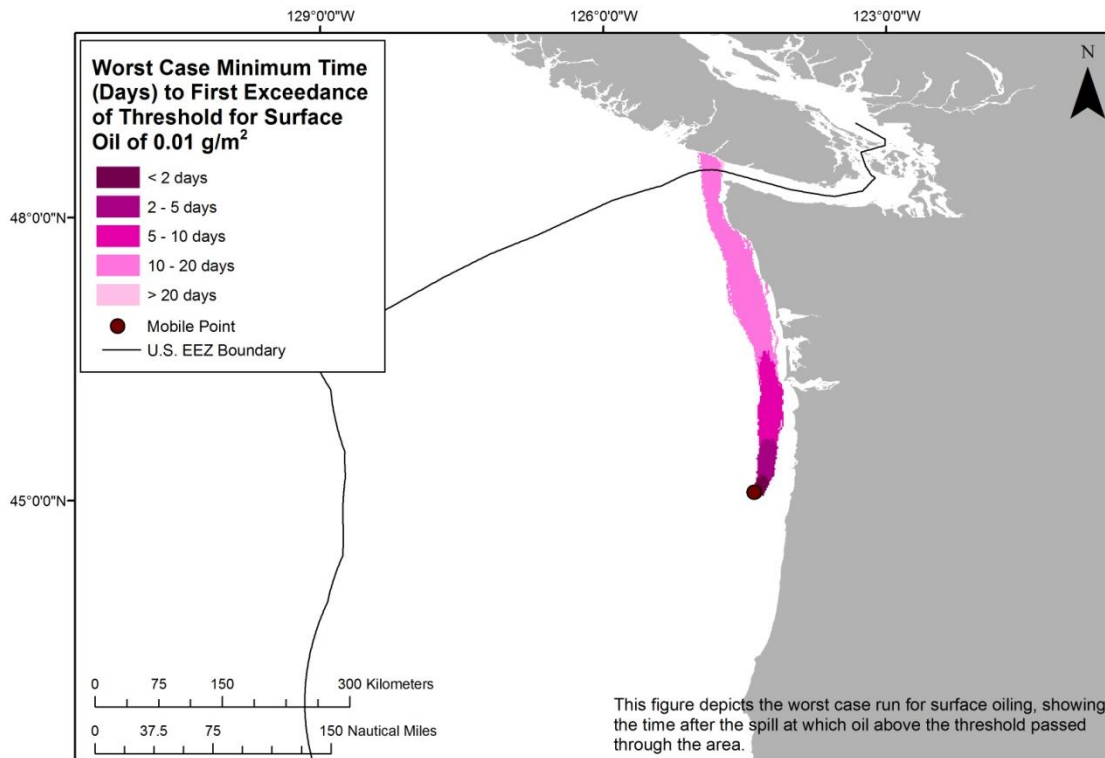 129°0'0"W
126°0'0"W
123°0'0"W
Worst Case Minimum Time
(Days) to First Exceedance
of Threshold for Surface
Oil of 0.01 g/m²
< 2 days
2 - 5 days
5 - 10 days
10 - 20 days
> 20 days
Mobile Point
U.S. EEZ Boundary
N
48°0'0"N
45°0'0"N
0 75 150 300 Kilometers
0 37.5 75 150 Nautical Miles
This figure depicts the worst case run for surface oiling, showing
the time after the spill at which oil above the threshold passed
through the area.